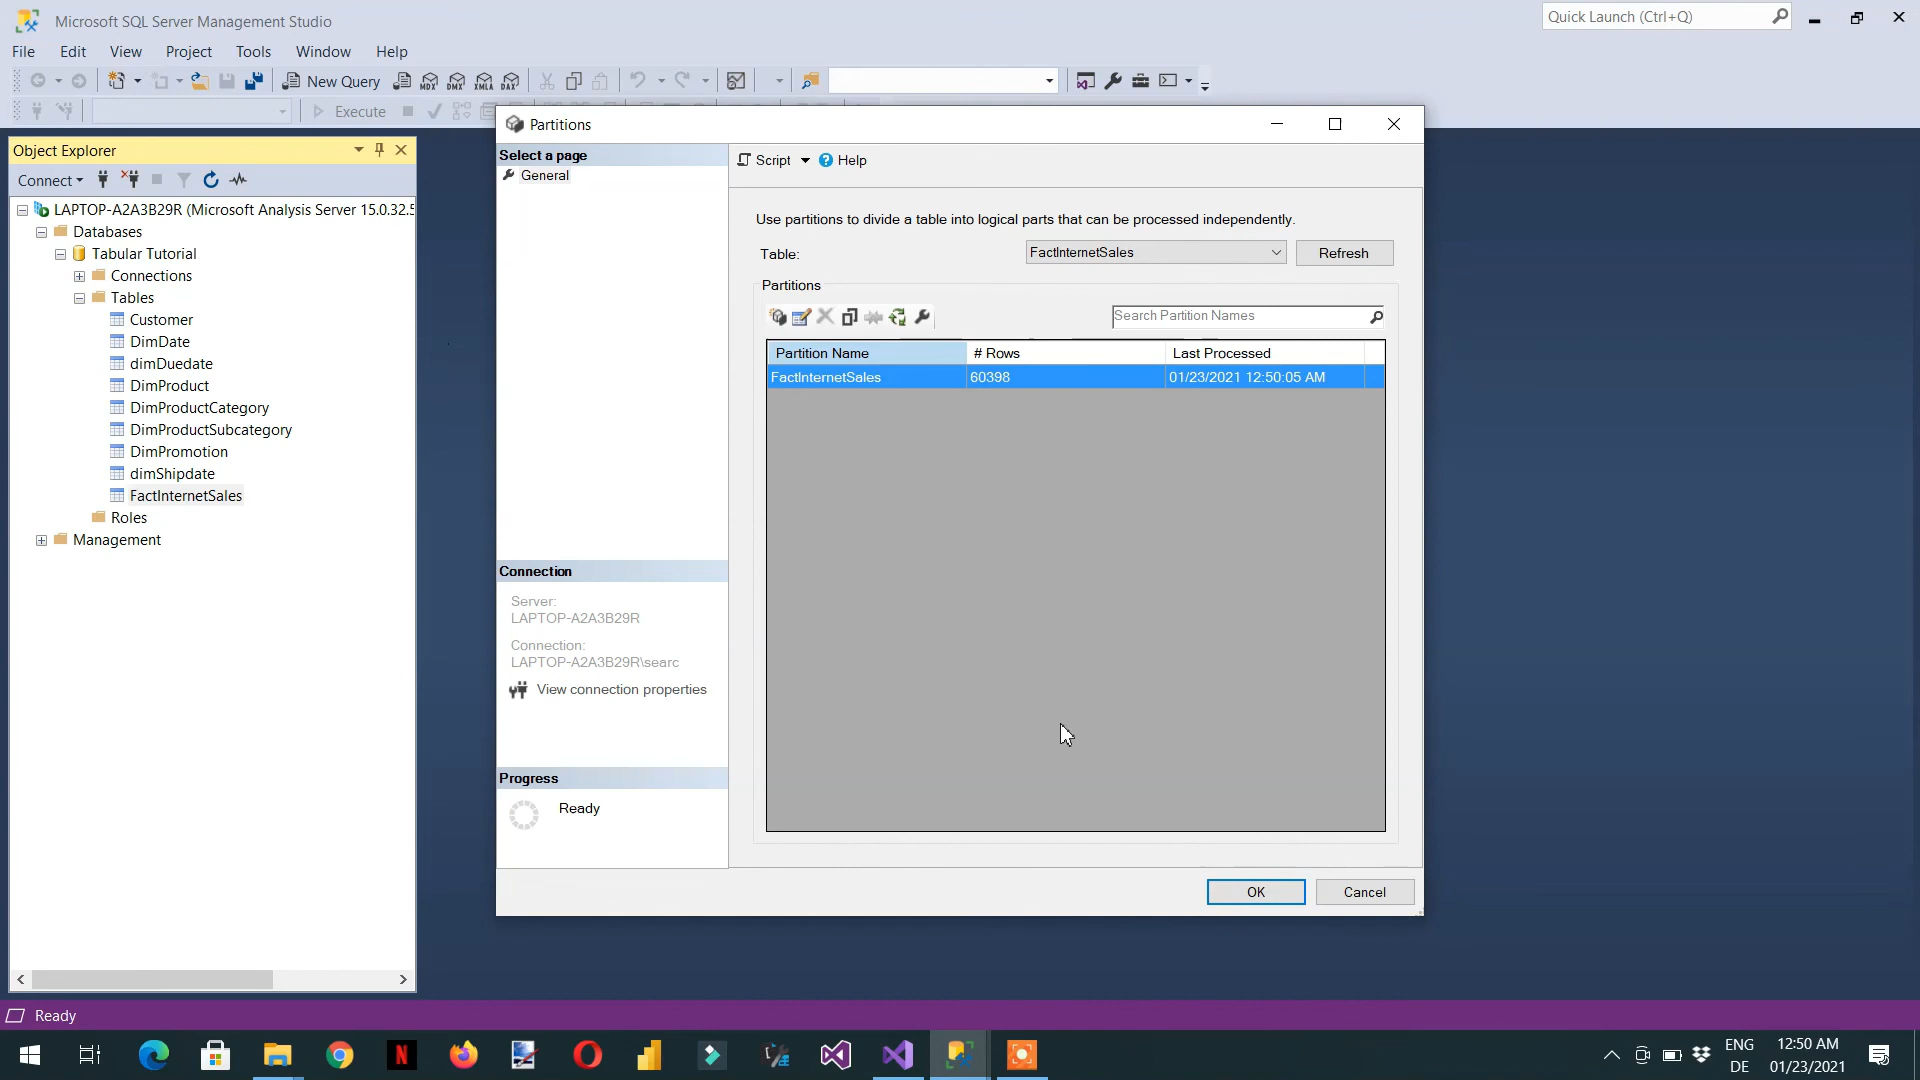 Microsoft SQL Server Management Studio
Quick Launch (Ctrl+Q)
File Edit View Project Tools Window Help
New Query
MDX DMX XMLA DAX
Execute
Object Explorer
Connect
LAPTOP-A2A3B29R (Microsoft Analysis Server 15.0.32.5
Databases
Tabular Tutorial
Connections
Tables
Customer
DimDate
dimDuedate
DimProduct
DimProductCategory
DimProductSubcategory
DimPromotion
dimShipdate
FactInternetSales
Roles
Management
Partitions
Select a page
General
Script Help
Use partitions to divide a table into logical parts that can be processed independently.
Table: FactInternetSales Refresh
Partitions
Search Partition Names
Partition Name # Rows Last Processed
FactInternetSales 60398 01/23/2021 12:50:05 AM
Connection
Server:
LAPTOP-A2A3B29R
Connection:
LAPTOP-A2A3B29R\searc
View connection properties
Progress
Ready
OK Cancel
Ready
ENG
DE
12:50 AM
01/23/2021